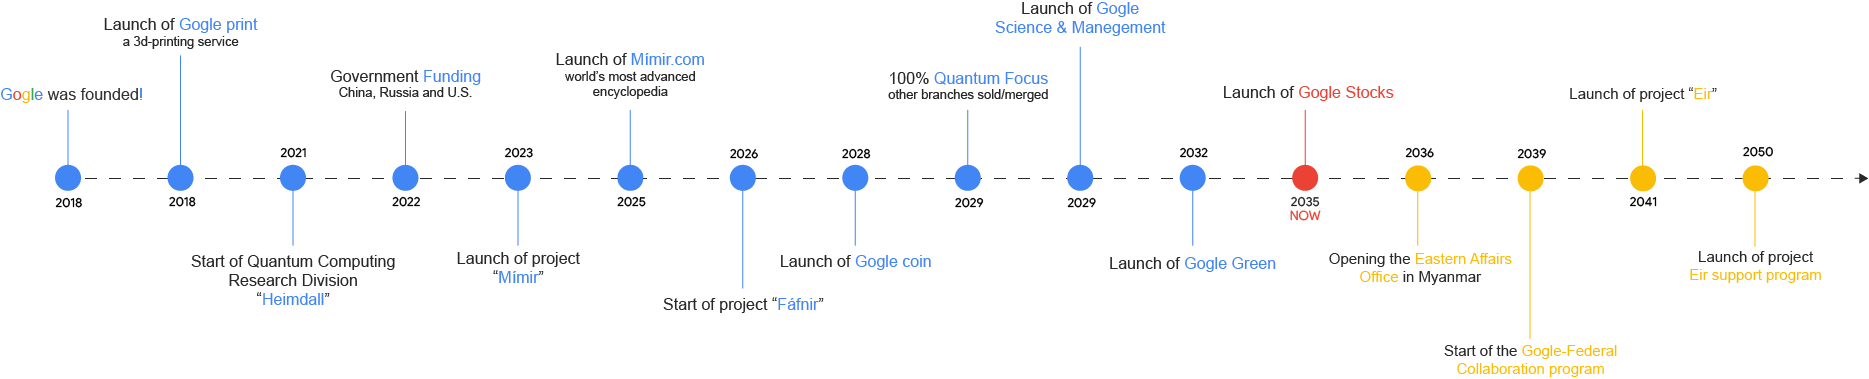 Gogle was founded!
2018
Launch of Gogle print
a 3d-printing service
2018
2021
Start of Quantum Computing
Research Division
“Heimdall”
Government Funding
China, Russia and U.S.
2022
2023
Launch of project
“Mímir”
Launch of Mímir.com
world’s most advanced
encyclopedia
2025
2026
Start of project “Fáfnir”
2028
Launch of Gogle coin
100% Quantum Focus
other branches sold/merged
2029
Launch of Gogle
Science & Manegement
2029
2032
Launch of Gogle Green
Launch of Gogle Stocks
2035
NOW
2036
Opening the Eastern Affairs
Office in Myanmar
2039
Start of the Gogle-Federal
Collaboration program
Launch of project “Eir”
2041
2050
Launch of project
Eir support program